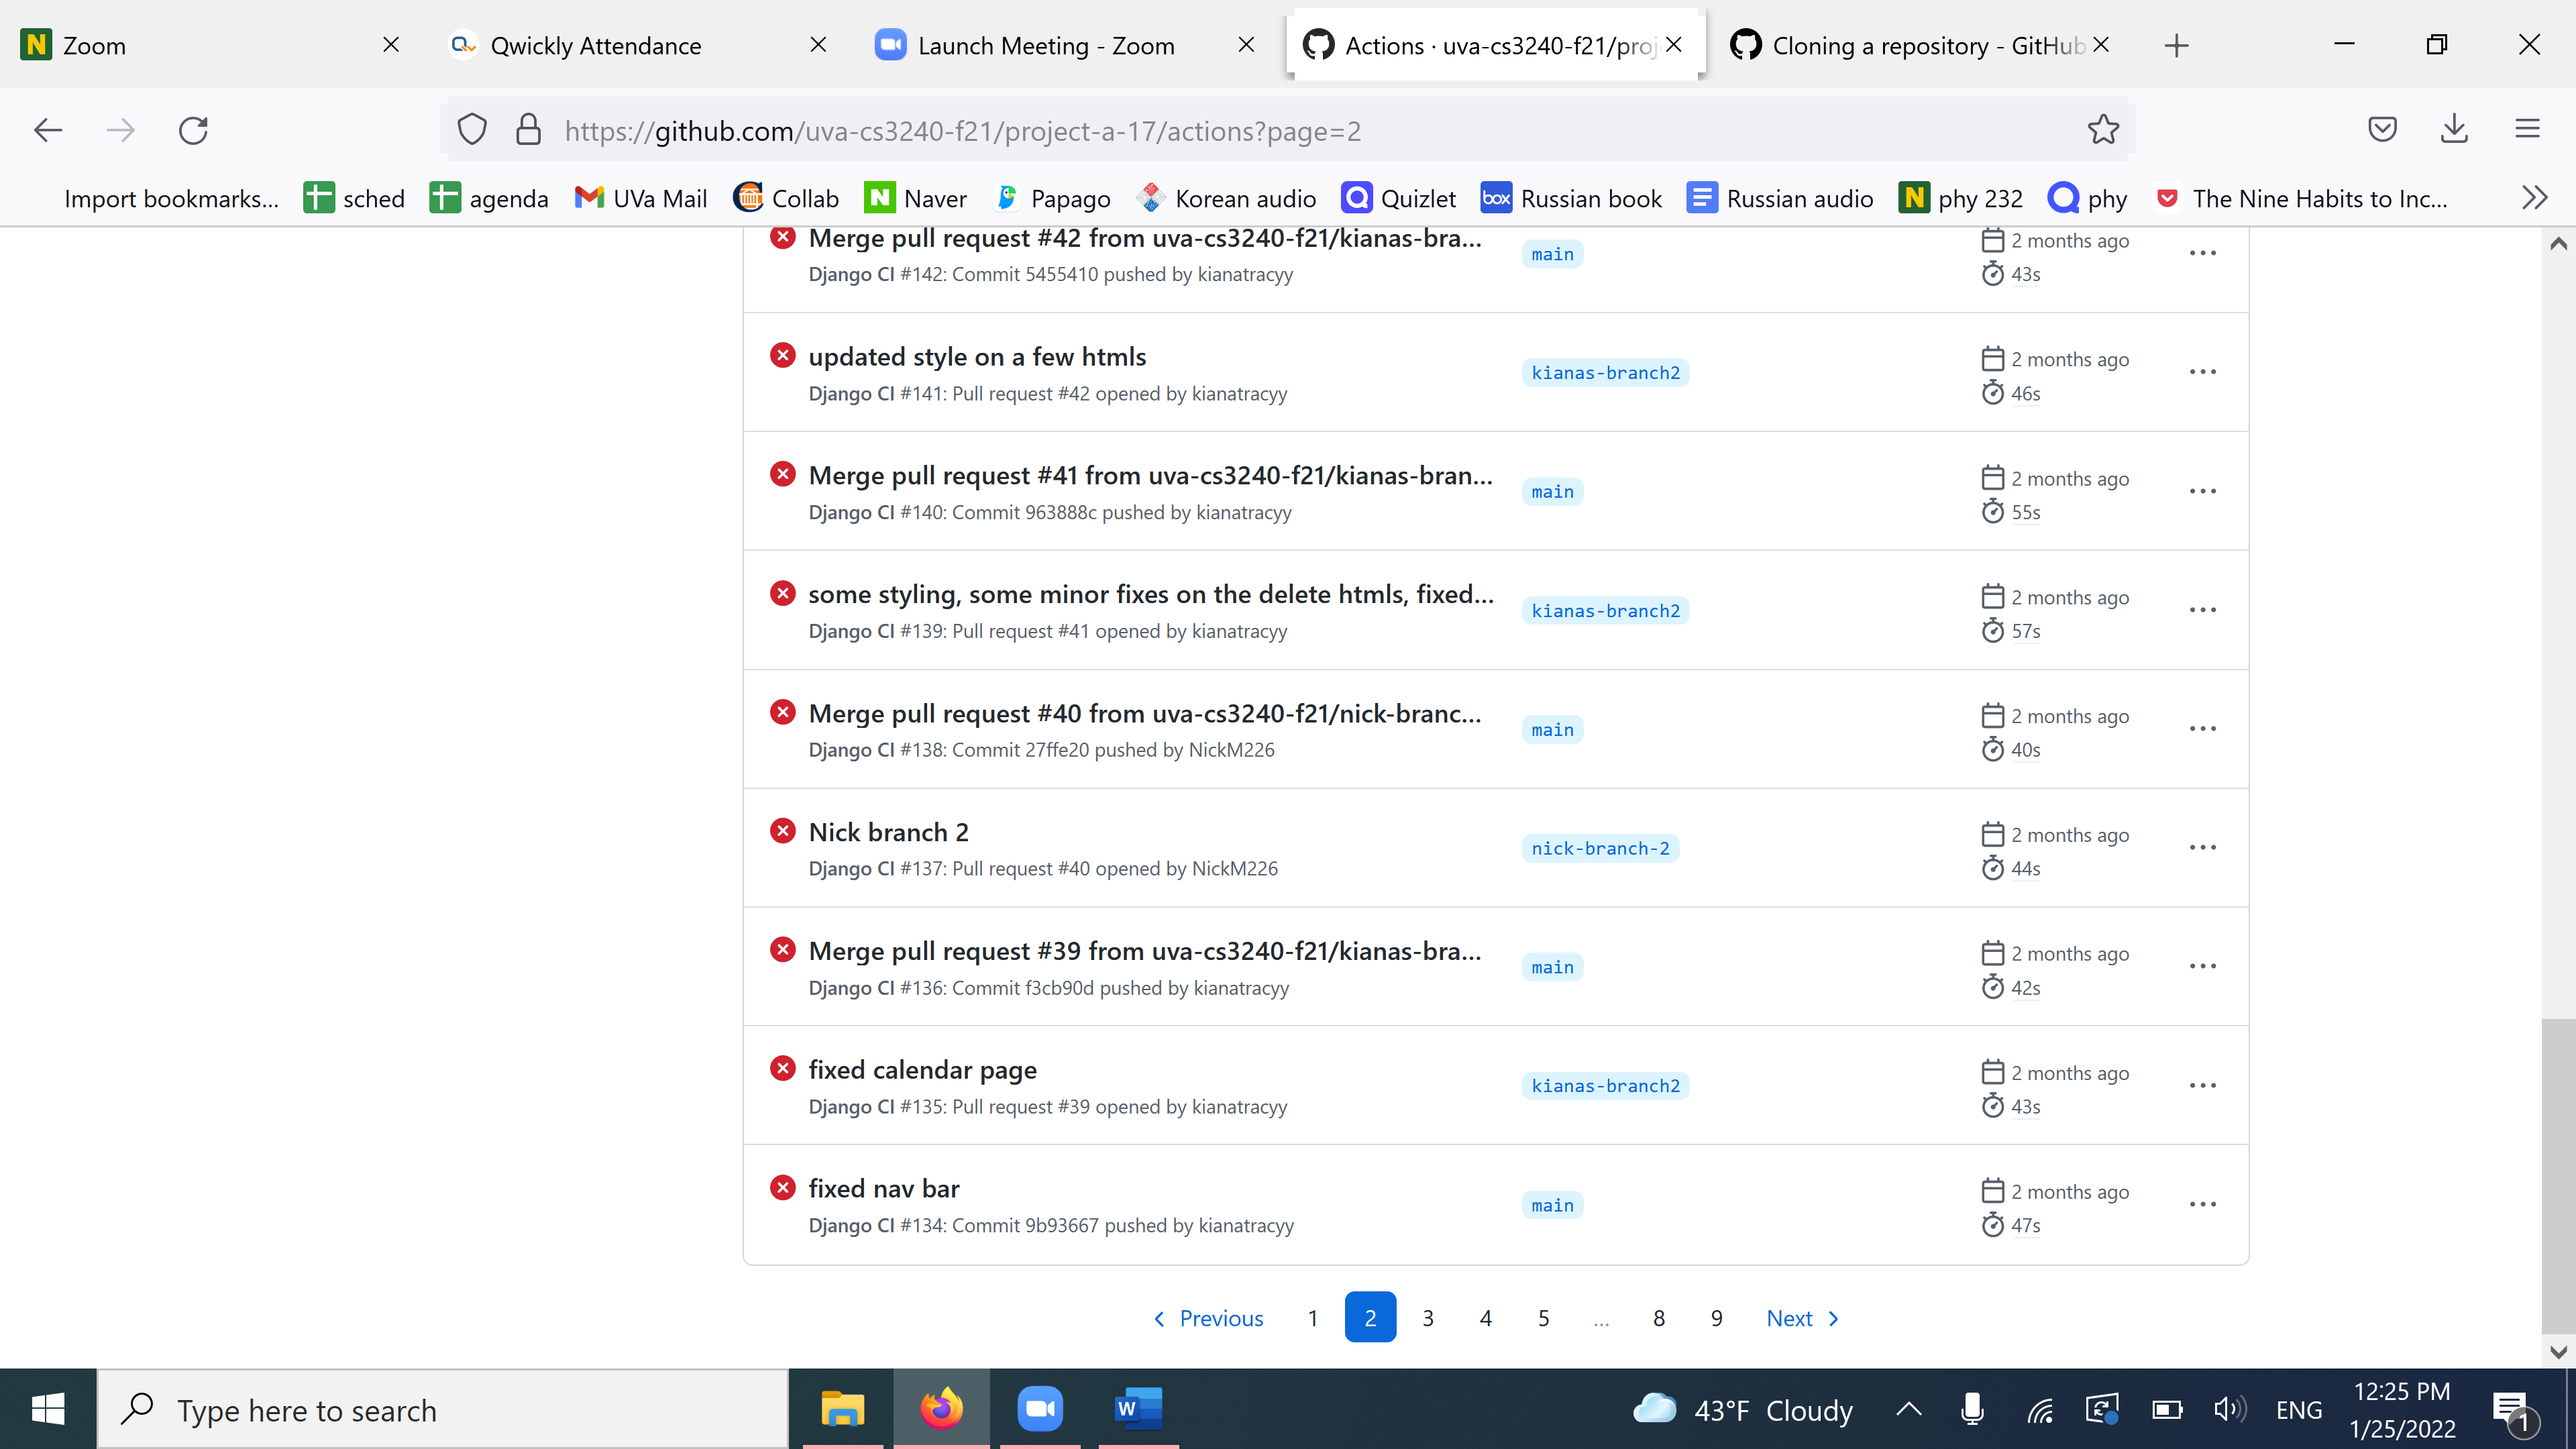 Zoom
Qwickly Attendance
Launch Meeting - Zoom
Actions · uva-cs3240-f21/proj
Cloning a repository - GitHub
https://github.com/uva-cs3240-f21/project-a-17/actions?page=2
Import bookmarks... sched agenda UVa Mail Collab Naver Papago Korean audio Quizlet box Russian book Russian audio phy 232 phy The Nine Habits to Inc...
Merge pull request #42 from uva-cs3240-f21/kianas-bra...
Django CI #142: Commit 5455410 pushed by kianatracyy
main
2 months ago
43s
updated style on a few htmls
Django CI #141: Pull request #42 opened by kianatracyy
kianas-branch2
2 months ago
46s
Merge pull request #41 from uva-cs3240-f21/kianas-bran...
Django CI #140: Commit 963888c pushed by kianatracyy
main
2 months ago
55s
some styling, some minor fixes on the delete htmls, fixed...
Django CI #139: Pull request #41 opened by kianatracyy
kianas-branch2
2 months ago
57s
Merge pull request #40 from uva-cs3240-f21/nick-branc...
Django CI #138: Commit 27ffe20 pushed by NickM226
main
2 months ago
40s
Nick branch 2
Django CI #137: Pull request #40 opened by NickM226
nick-branch-2
2 months ago
44s
Merge pull request #39 from uva-cs3240-f21/kianas-bra...
Django CI #136: Commit f3cb90d pushed by kianatracyy
main
2 months ago
42s
fixed calendar page
Django CI #135: Pull request #39 opened by kianatracyy
kianas-branch2
2 months ago
43s
fixed nav bar
Django CI #134: Commit 9b93667 pushed by kianatracyy
main
2 months ago
47s
Previous 1 2 3 4 5 ... 8 9 Next
Type here to search
43°F Cloudy
ENG
12:25 PM
1/25/2022
1